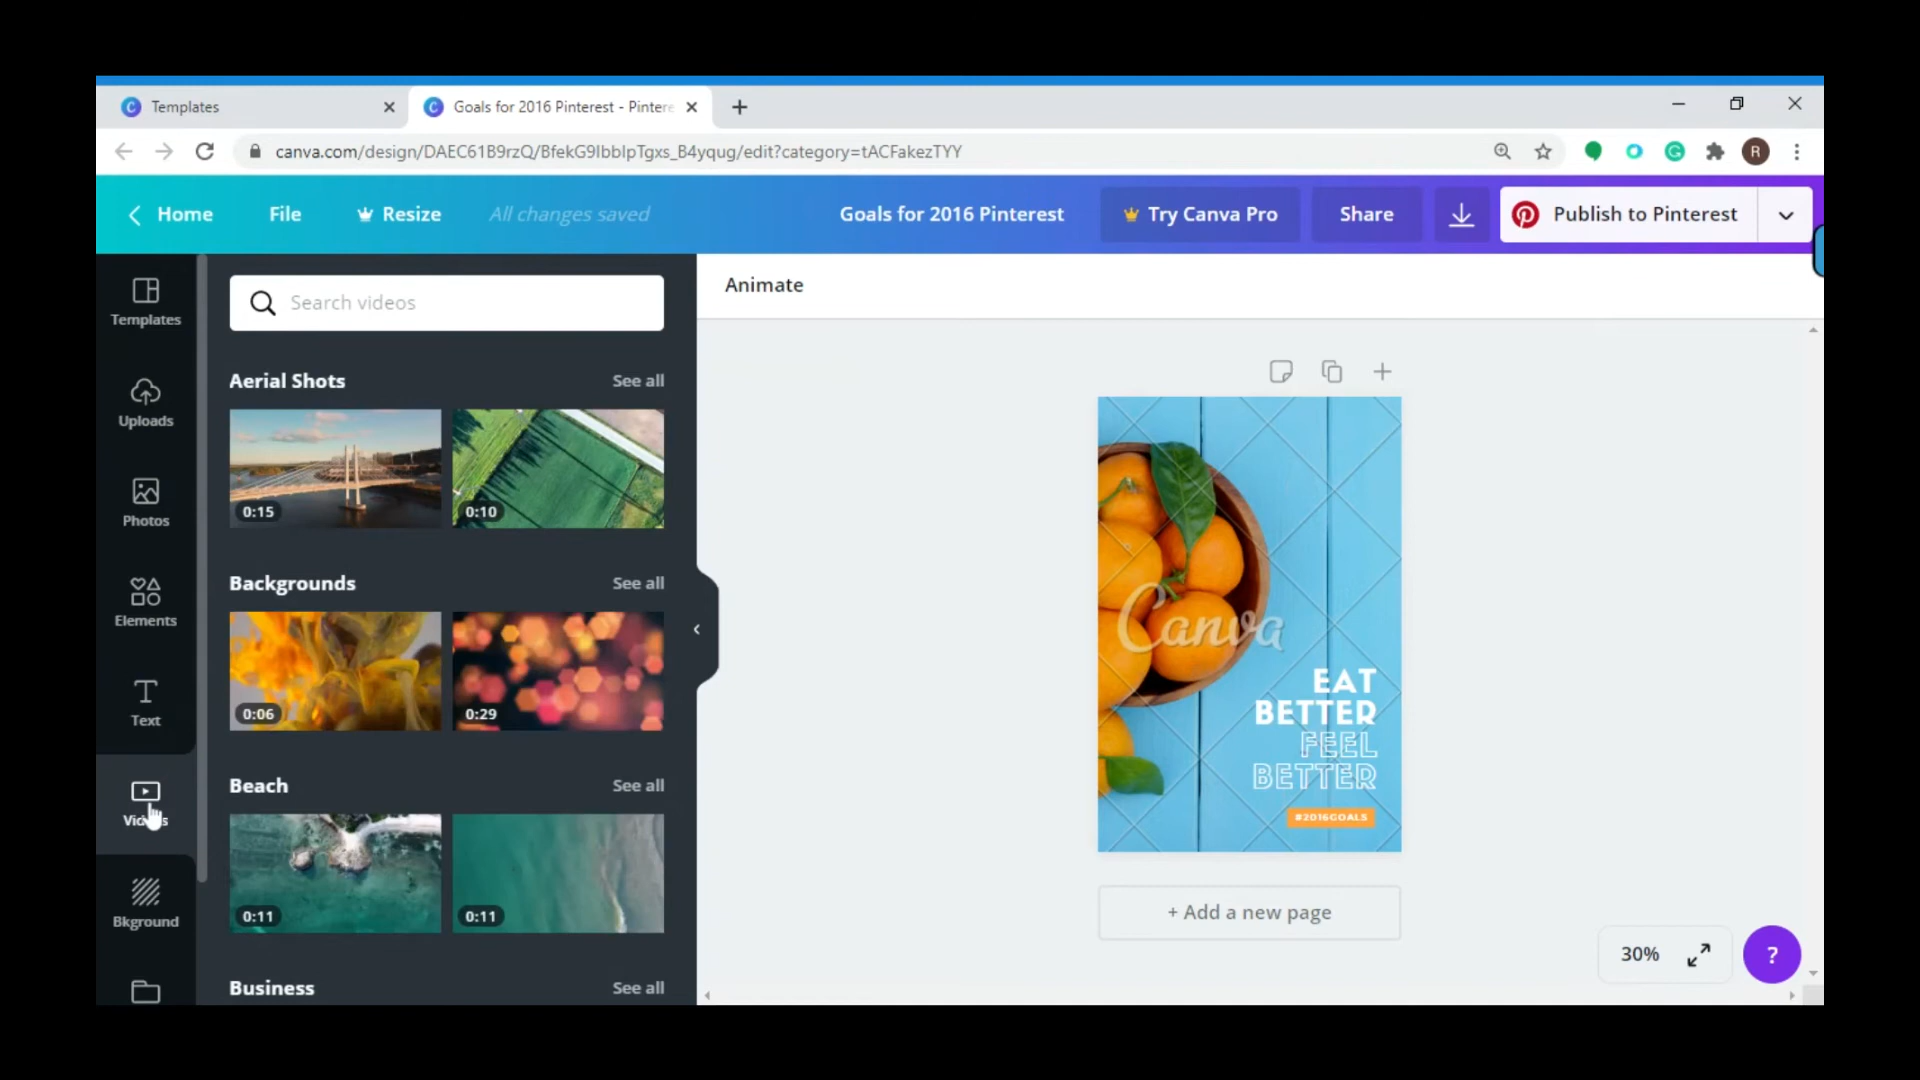 Templates
Goals for 2016 Pinterest - Pintere
canva.com/design/DAEC61B9rzQ/BfekG9IbbIpTgxs_B4yqug/edit?category=tACFakezTYY
R
Home
File
Resize
All changes saved
Goals for 2016 Pinterest
Try Canva Pro
Share
Publish to Pinterest
Templates
Uploads
Photos
Elements
Text
Bkground
Search videos
Aerial Shots
See all
0:15
0:10
Backgrounds
See all
0:06
0:29
Beach
See all
0:11
0:11
Business
See all
Animate
Canva
EAT
BETTER
FEEL
BETTER
#2016GOALS
+ Add a new page
30%
?